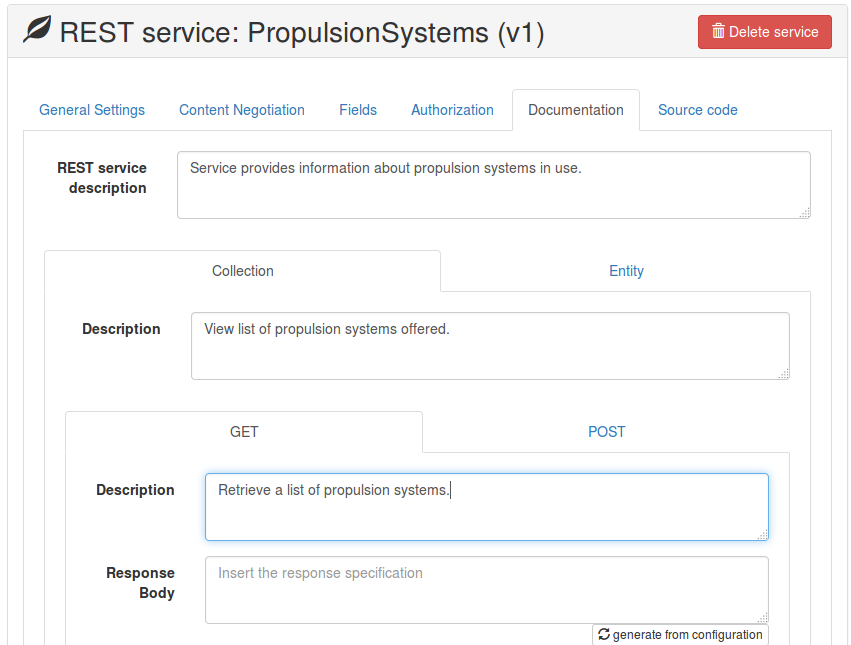 REST service: PropulsionSystems (v1)
Delete service
General Settings
Content Negotiation
Fields
Authorization
Documentation
Source code
REST service
description
Service provides information about propulsion systems in use.
Collection
Entity
Description
View list of propulsion systems offered.
GET
POST
Description
Retrieve a list of propulsion systems.
Response
Body
Insert the response specification
generate from configuration